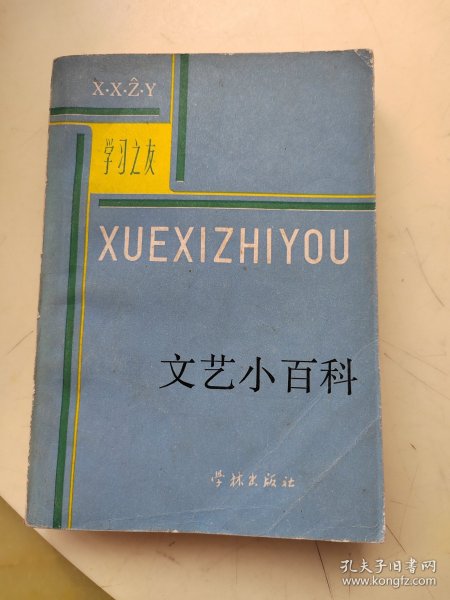 X·X·Ẑ·Y
学习之友
XUEXIZHIYOU
文艺小百科
学林出版社
孔夫子旧书网
www.kongfz.com